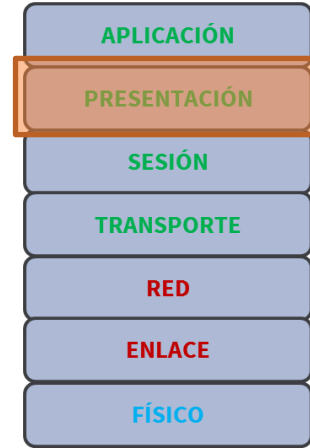 APLICACIÓN
PRESENTACIÓN
SESIÓN
TRANSPORTE
RED
ENLACE
FÍSICO